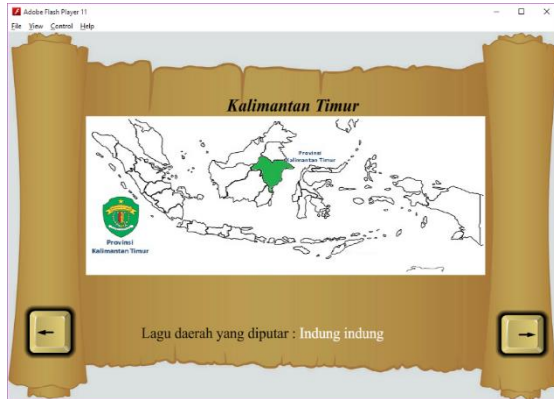 Adobe Flash Player 11
File View Control Help
Kalimantan Timur
Provinsi
Kalimantan Timur
Provinsi
Kalimantan Timur
Lagu daerah yang diputar : Indung indung